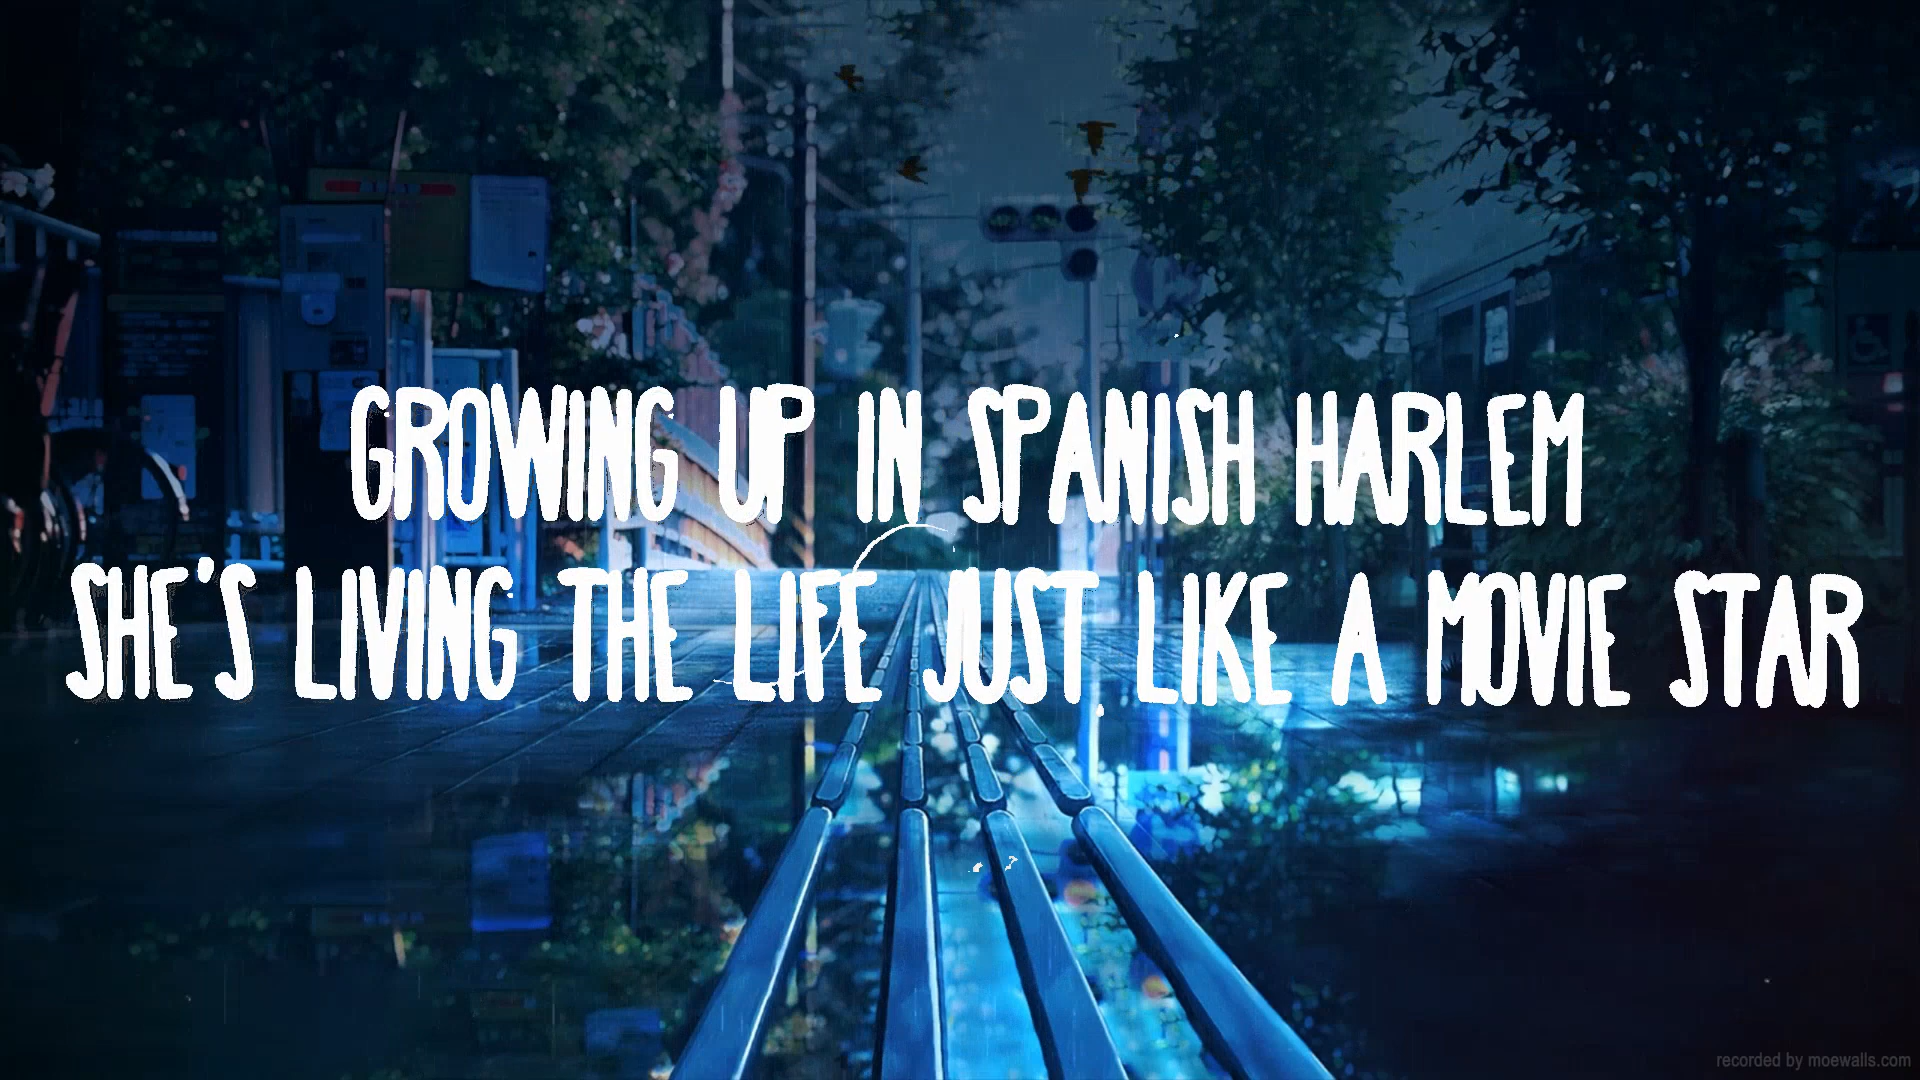 GROWING UP IN SPANISH HARLEM
SHE'S LIVING THE LIFE JUST LIKE A MOVIE STAR
recorded by moewalls.com